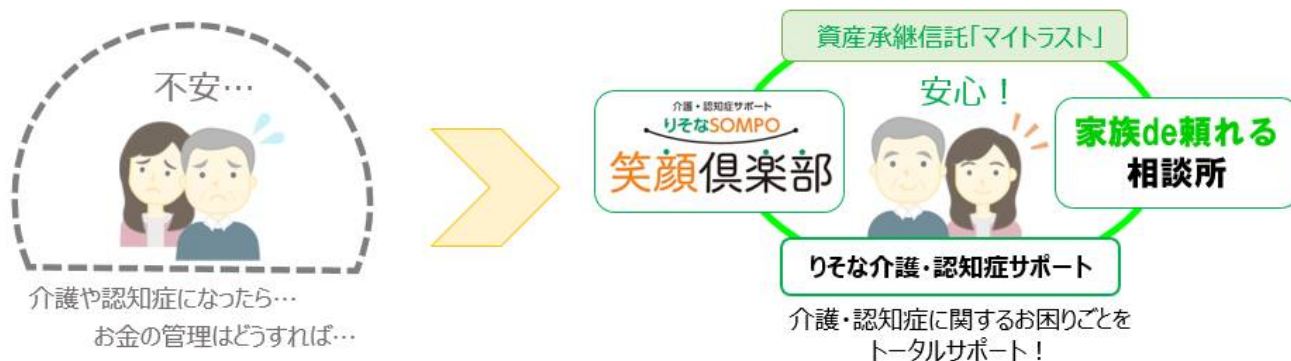 不安…
介護や認知症になったら…
お金の管理はどうすれば…
資産承継信託「マイトラスト」
安心！
介護・認知症サポート
りそなSOMPO
笑顔倶楽部
家族de頼れる
相談所
りそな介護・認知症サポート
介護・認知症に関するお困りごとを
トータルサポート！